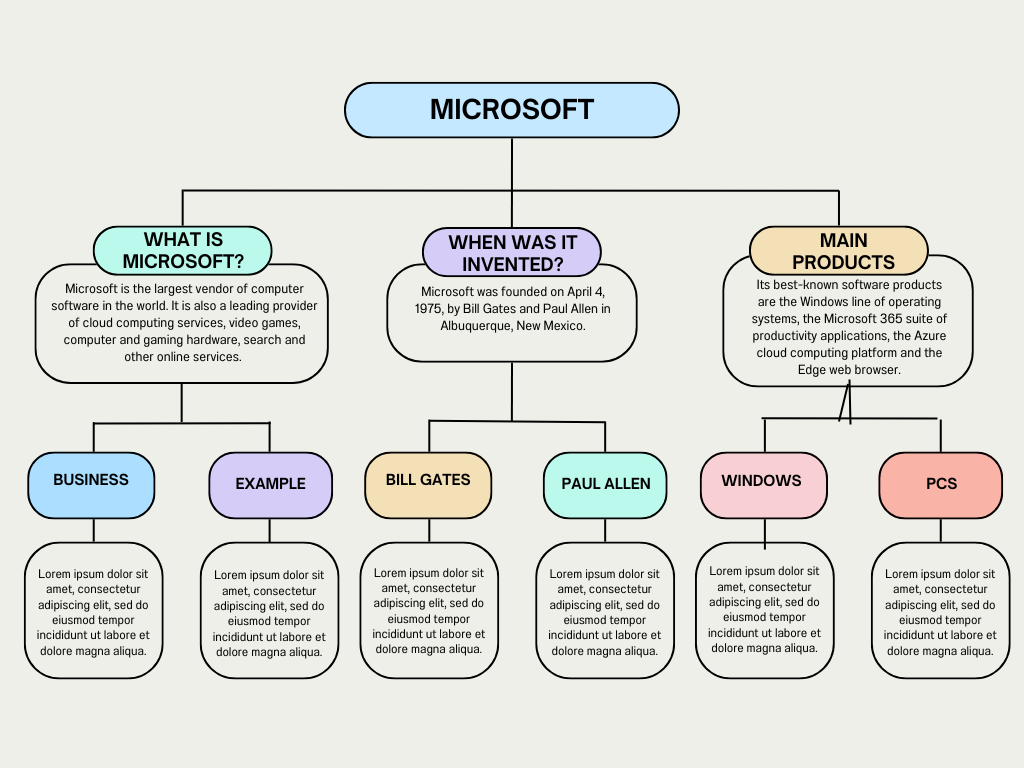 MICROSOFT
WHAT IS
MICROSOFT?
Microsoft is the largest vendor of computer
software in the world. It is also a leading provider
of cloud computing services, video games,
computer and gaming hardware, search and
other online services.
WHEN WAS IT
INVENTED?
Microsoft was founded on April 4,
1975, by Bill Gates and Paul Allen in
Albuquerque, New Mexico.
MAIN
PRODUCTS
Its best-known software products
are the Windows line of operating
systems, the Microsoft 365 suite of
productivity applications, the Azure
cloud computing platform and the
Edge web browser.
BUSINESS
Lorem ipsum dolor sit
amet, consectetur
adipiscing elit, sed do
eiusmod tempor
incididunt ut labore et
dolore magna aliqua.
EXAMPLE
Lorem ipsum dolor sit
amet, consectetur
adipiscing elit, sed do
eiusmod tempor
incididunt ut labore et
dolore magna aliqua.
BILL GATES
Lorem ipsum dolor sit
amet, consectetur
adipiscing elit, sed do
eiusmod tempor
incididunt ut labore et
dolore magna aliqua.
PAUL ALLEN
Lorem ipsum dolor sit
amet, consectetur
adipiscing elit, sed do
eiusmod tempor
incididunt ut labore et
dolore magna aliqua.
WINDOWS
Lorem ipsum dolor sit
amet, consectetur
adipiscing elit, sed do
eiusmod tempor
incididunt ut labore et
dolore magna aliqua.
PCS
Lorem ipsum dolor sit
amet, consectetur
adipiscing elit, sed do
eiusmod tempor
incididunt ut labore et
dolore magna aliqua.